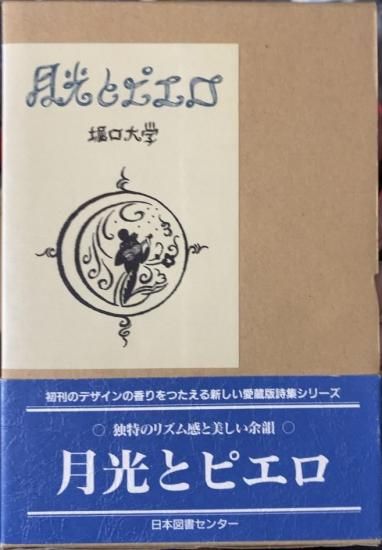 月光とピエロ
堀口大学
初刊のデザインの香りをつたえる新しい愛蔵版詩集シリーズ
○ 独特のリズム感と美しい余韻 ○
月光とピエロ
日本図書センター